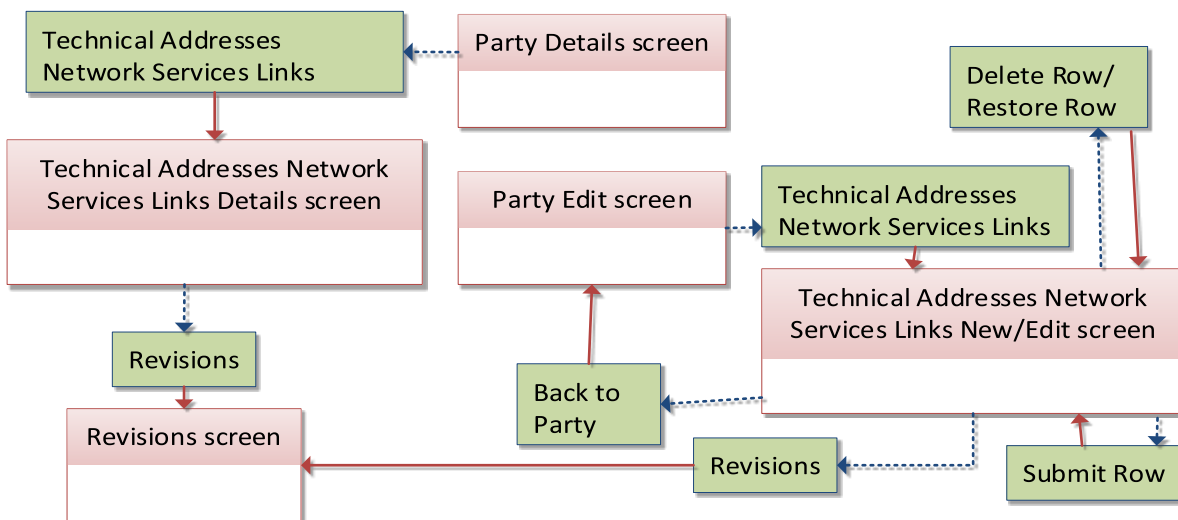 Technical Addresses
Network Services Links
Party Details screen
Delete Row/
Restore Row
Technical Addresses Network
Services Links Details screen
Party Edit screen
Technical Addresses
Network Services Links
Technical Addresses Network
Services Links New/Edit screen
Revisions
Back to
Party
Revisions screen
Revisions
Submit Row